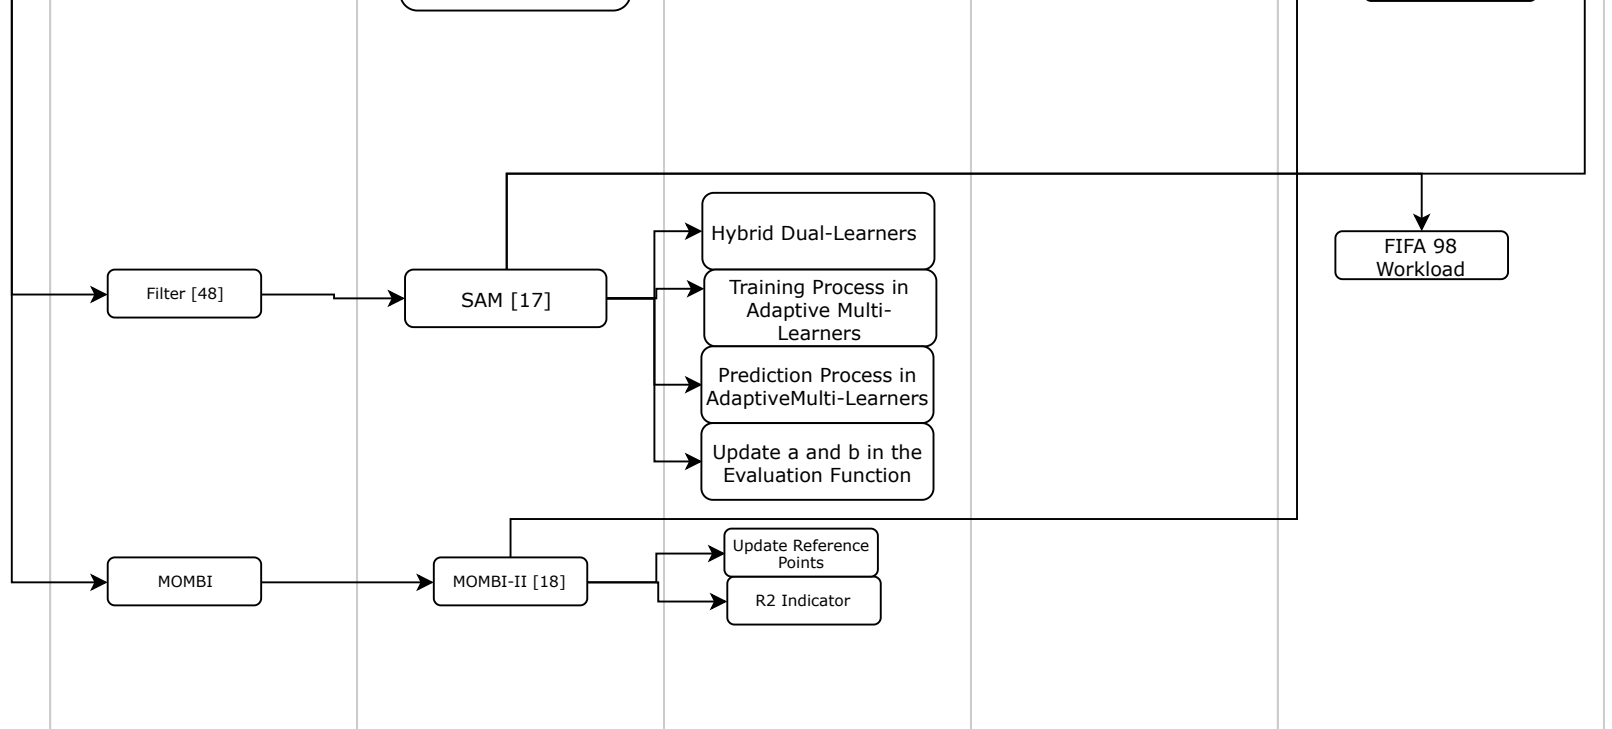 FIFA 98
Workload
Filter [48]
SAM [17]
Hybrid Dual-Learners
Training Process in
Adaptive Multi-
Learners
Prediction Process in
AdaptiveMulti-Learners
Update a and b in the
Evaluation Function
MOMBI
MOMBI-II [18]
Update Reference
Points
R2 Indicator